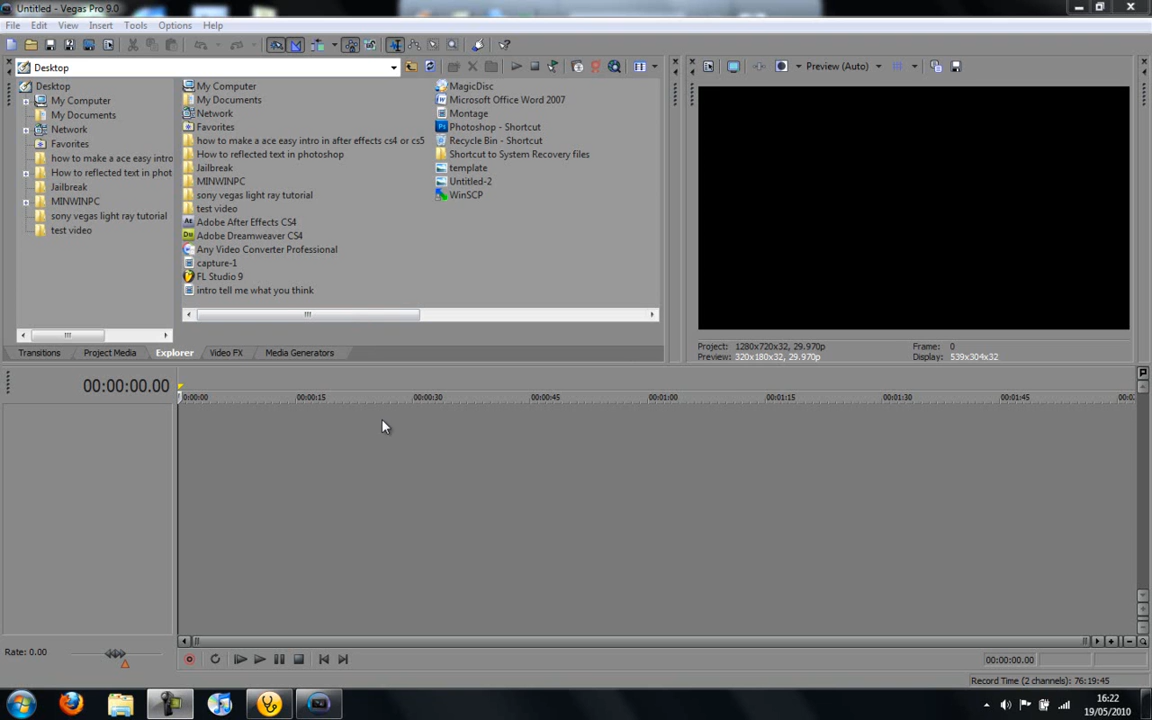 Untitled - Vegas Pro 9.0
File Edit View Insert Tools Options Help
Desktop
Preview (Auto)
Desktop
My Computer
My Documents
Network
Favorites
how to make a ace easy intro
How to reflected text in phot
Jailbreak
MINWINPC
sony vegas light ray tutorial
test video
My Computer
My Documents
Network
Favorites
how to make a ace easy intro in after effects cs4 or cs5
How to reflected text in photoshop
Jailbreak
MINWINPC
sony vegas light ray tutorial
test video
Adobe After Effects CS4
Adobe Dreamweaver CS4
Any Video Converter Professional
capture-1
FL Studio 9
intro tell me what you think
MagicDisc
Microsoft Office Word 2007
Montage
Photoshop - Shortcut
Recycle Bin - Shortcut
Shortcut to System Recovery files
template
Untitled-2
WinSCP
Project: 1280x720x32, 29.970p Frame: 0
Preview: 320x180x32, 29.970p Display: 539x304x32
Transitions Project Media Explorer Video FX Media Generators
00:00:00.00
0:00:00 00:00:15 00:00:30 00:00:45 00:01:00 00:01:15 00:01:30 00:01:45
Rate: 0.00
00:00:00.00
Record Time (2 channels): 76:19:45
16:22
19/05/2010